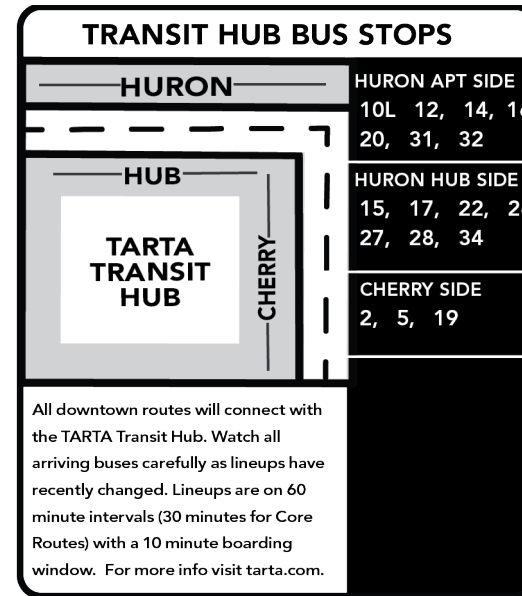 TRANSIT HUB BUS STOPS
HURON
HUB
TARTA
TRANSIT
HUB
CHERRY
HURON APT SIDE
10L 12, 14,
20, 31, 32
HURON HUB SIDE
15, 17, 22,
27, 28, 34
CHERRY SIDE
2, 5, 19
All downtown routes will connect with
the TARTA Transit Hub. Watch all
arriving buses carefully as lineups have
recently changed. Lineups are on 60
minute intervals (30 minutes for Core
Routes) with a 10 minute boarding
window. For more info visit tarta.com.